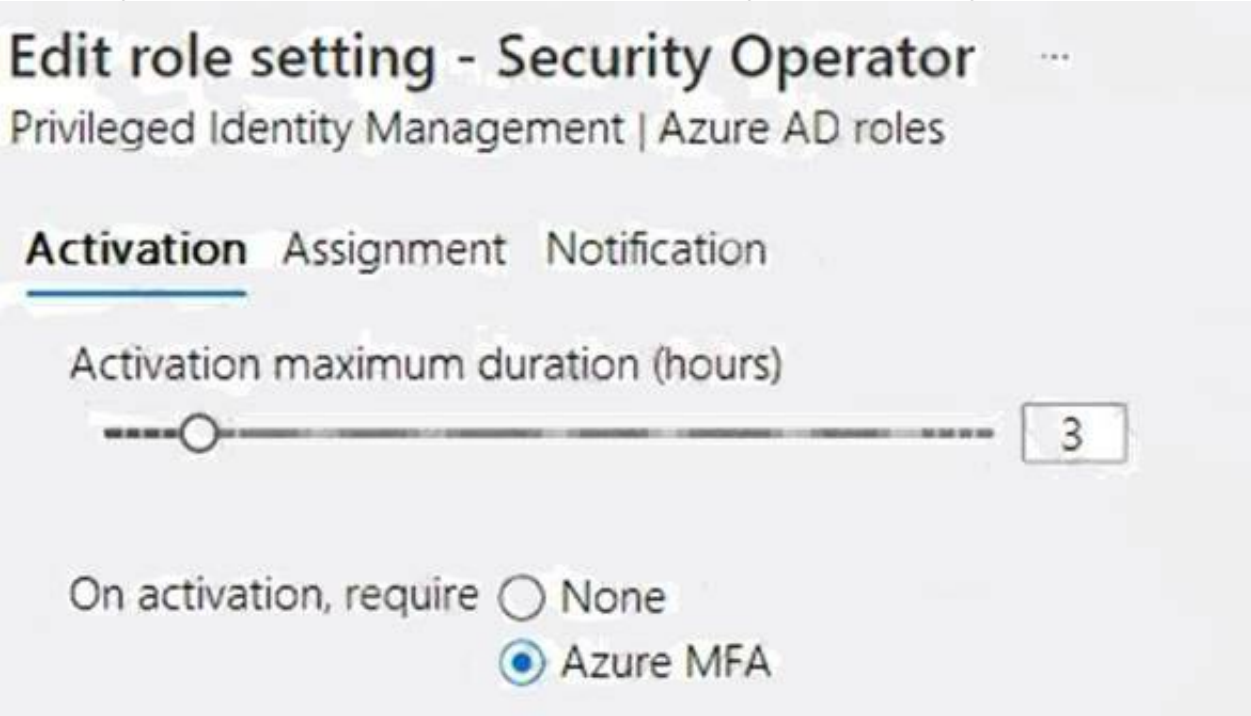 Edit role setting - Security Operator ...
Privileged Identity Management | Azure AD roles
Activation Assignment Notification
Activation maximum duration (hours)
3
On activation, require None
Azure MFA